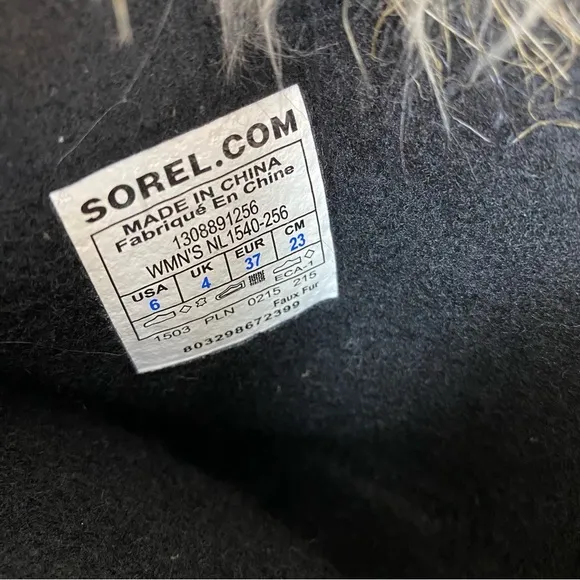 SOREL.COM
MADE IN CHINA
Fabriqué En Chine
1308891256
WMN'S NL1540-256
USA UK EUR CM
6 4 37 23
ECA-1
1503 PLN 0215 215
Faux Fur
803298672399